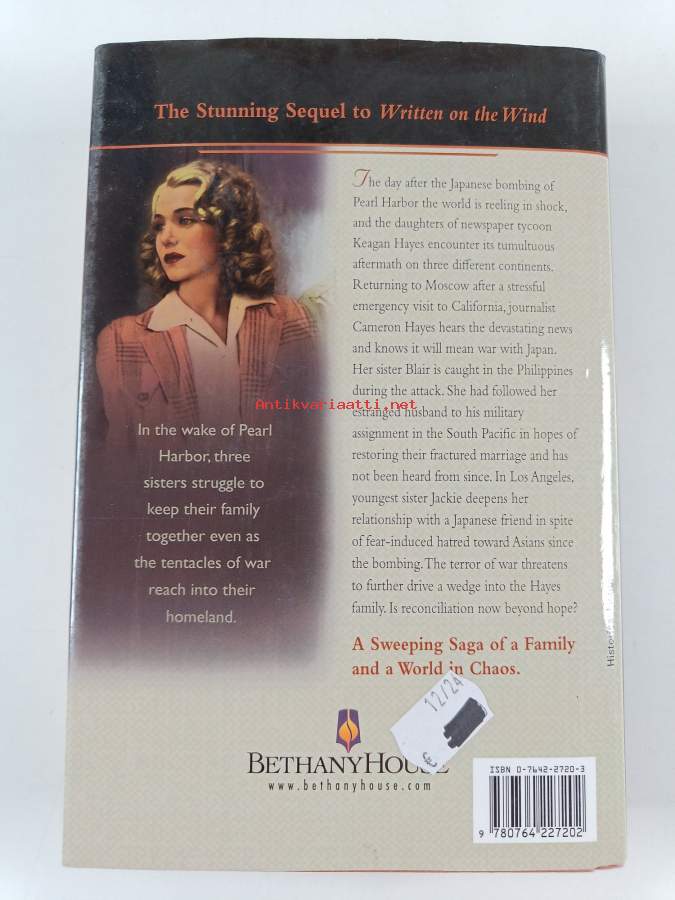 The Stunning Sequel to Written on the Wind
The day after the Japanese bombing of
Pearl Harbor the world is reeling in shock,
and the daughters of newspaper tycoon
Keagan Hayes encounter its tumultuous
aftermath on three different continents.
Returning to Moscow after a stressful
emergency visit to California, journalist
Cameron Hayes hears the devastating news
and knows it will mean war with Japan.
Her sister Blair is caught in the Philippines
during the attack. She had followed her
estranged husband to his military
assignment in the South Pacific in hopes of
restoring their fractured marriage and has
not been heard from since. In Los Angeles,
youngest sister Jackie deepens her
relationship with a Japanese friend in spite
of fear-induced hatred toward Asians since
the bombing. The terror of war threatens
to further drive a wedge into the Hayes
family. Is reconciliation now beyond hope?
A Sweeping Saga of a Family
and a World in Chaos.
Antikvariaatti.net
In the wake of Pearl
Harbor, three
sisters struggle to
keep their family
together even as
the tentacles of war
reach into their
homeland.
12/24
BETHANYHOUSE
www.bethanyhouse.com
ISBN 0-7642-2720-3
9 780764 227202